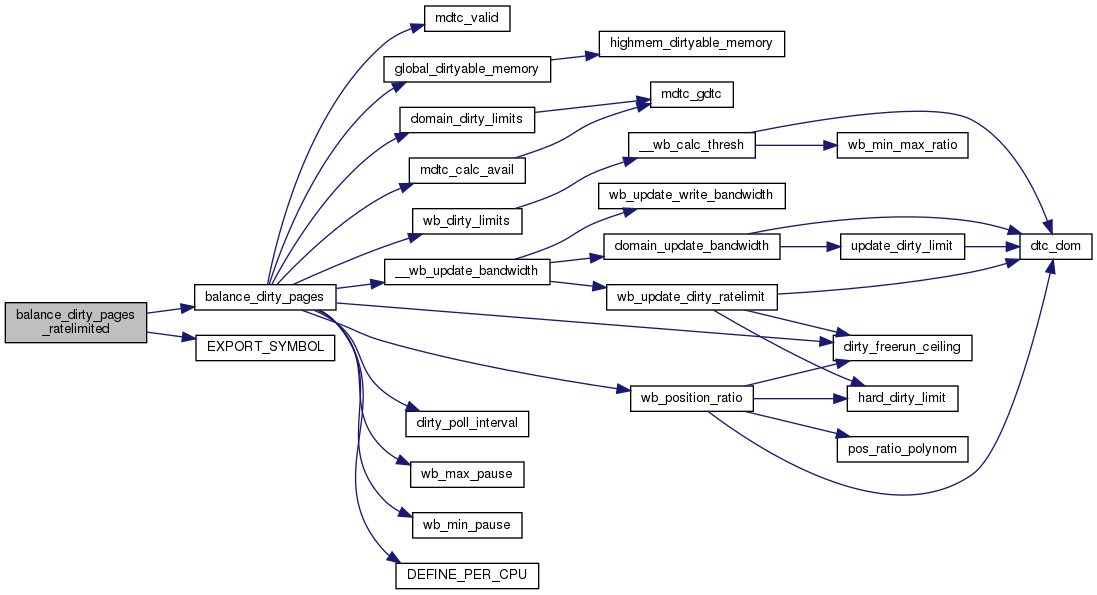 mdtc_valid
highmem_dirtyable_memory
global_dirtyable_memory
mdtc_gdtc
domain_dirty_limits
__wb_calc_thresh
wb_min_max_ratio
mdtc_calc_avail
wb_update_write_bandwidth
wb_dirty_limits
domain_update_bandwidth
update_dirty_limit
dtc_dom
__wb_update_bandwidth
balance_dirty_pages
wb_update_dirty_ratelimit
balance_dirty_pages
_ratelimited
EXPORT_SYMBOL
dirty_freerun_ceiling
wb_position_ratio
hard_dirty_limit
dirty_poll_interval
pos_ratio_polynom
wb_max_pause
wb_min_pause
DEFINE_PER_CPU